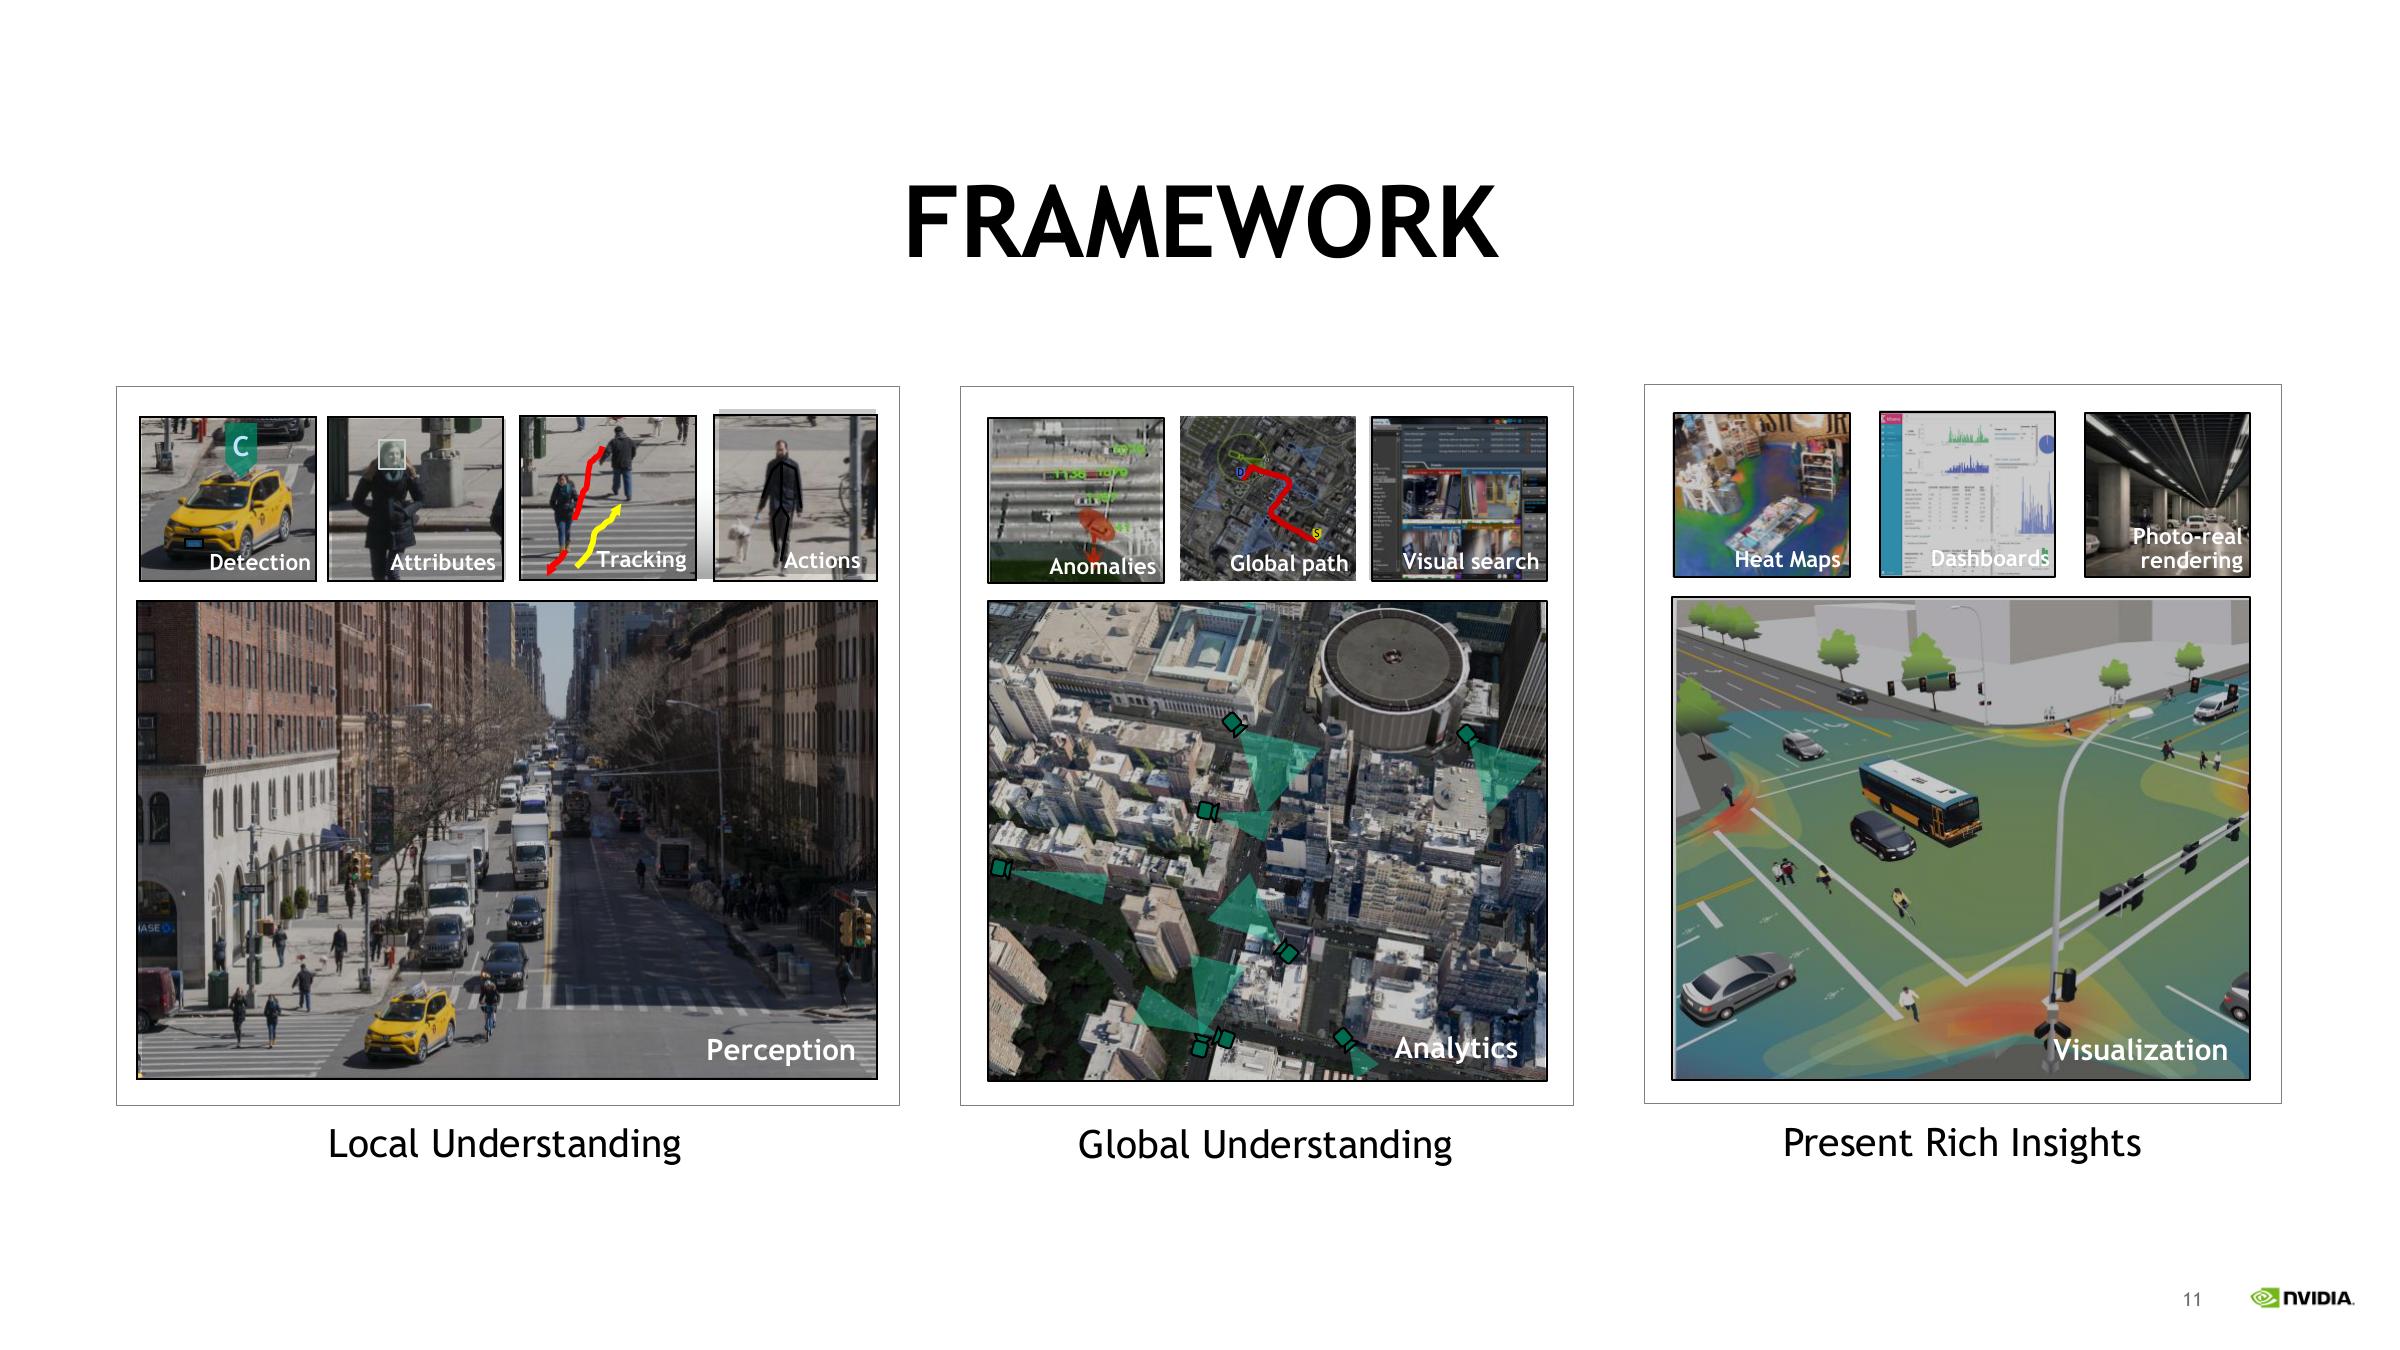 FRAMEWORK
C
Detection
Attributes
Tracking
Actions
Perception
Local Understanding
Anomalies
Global path
D
S
Visual search
Analytics
Global Understanding
Heat Maps
Dashboards
Photo-real
rendering
Visualization
Present Rich Insights
11
NVIDIA.